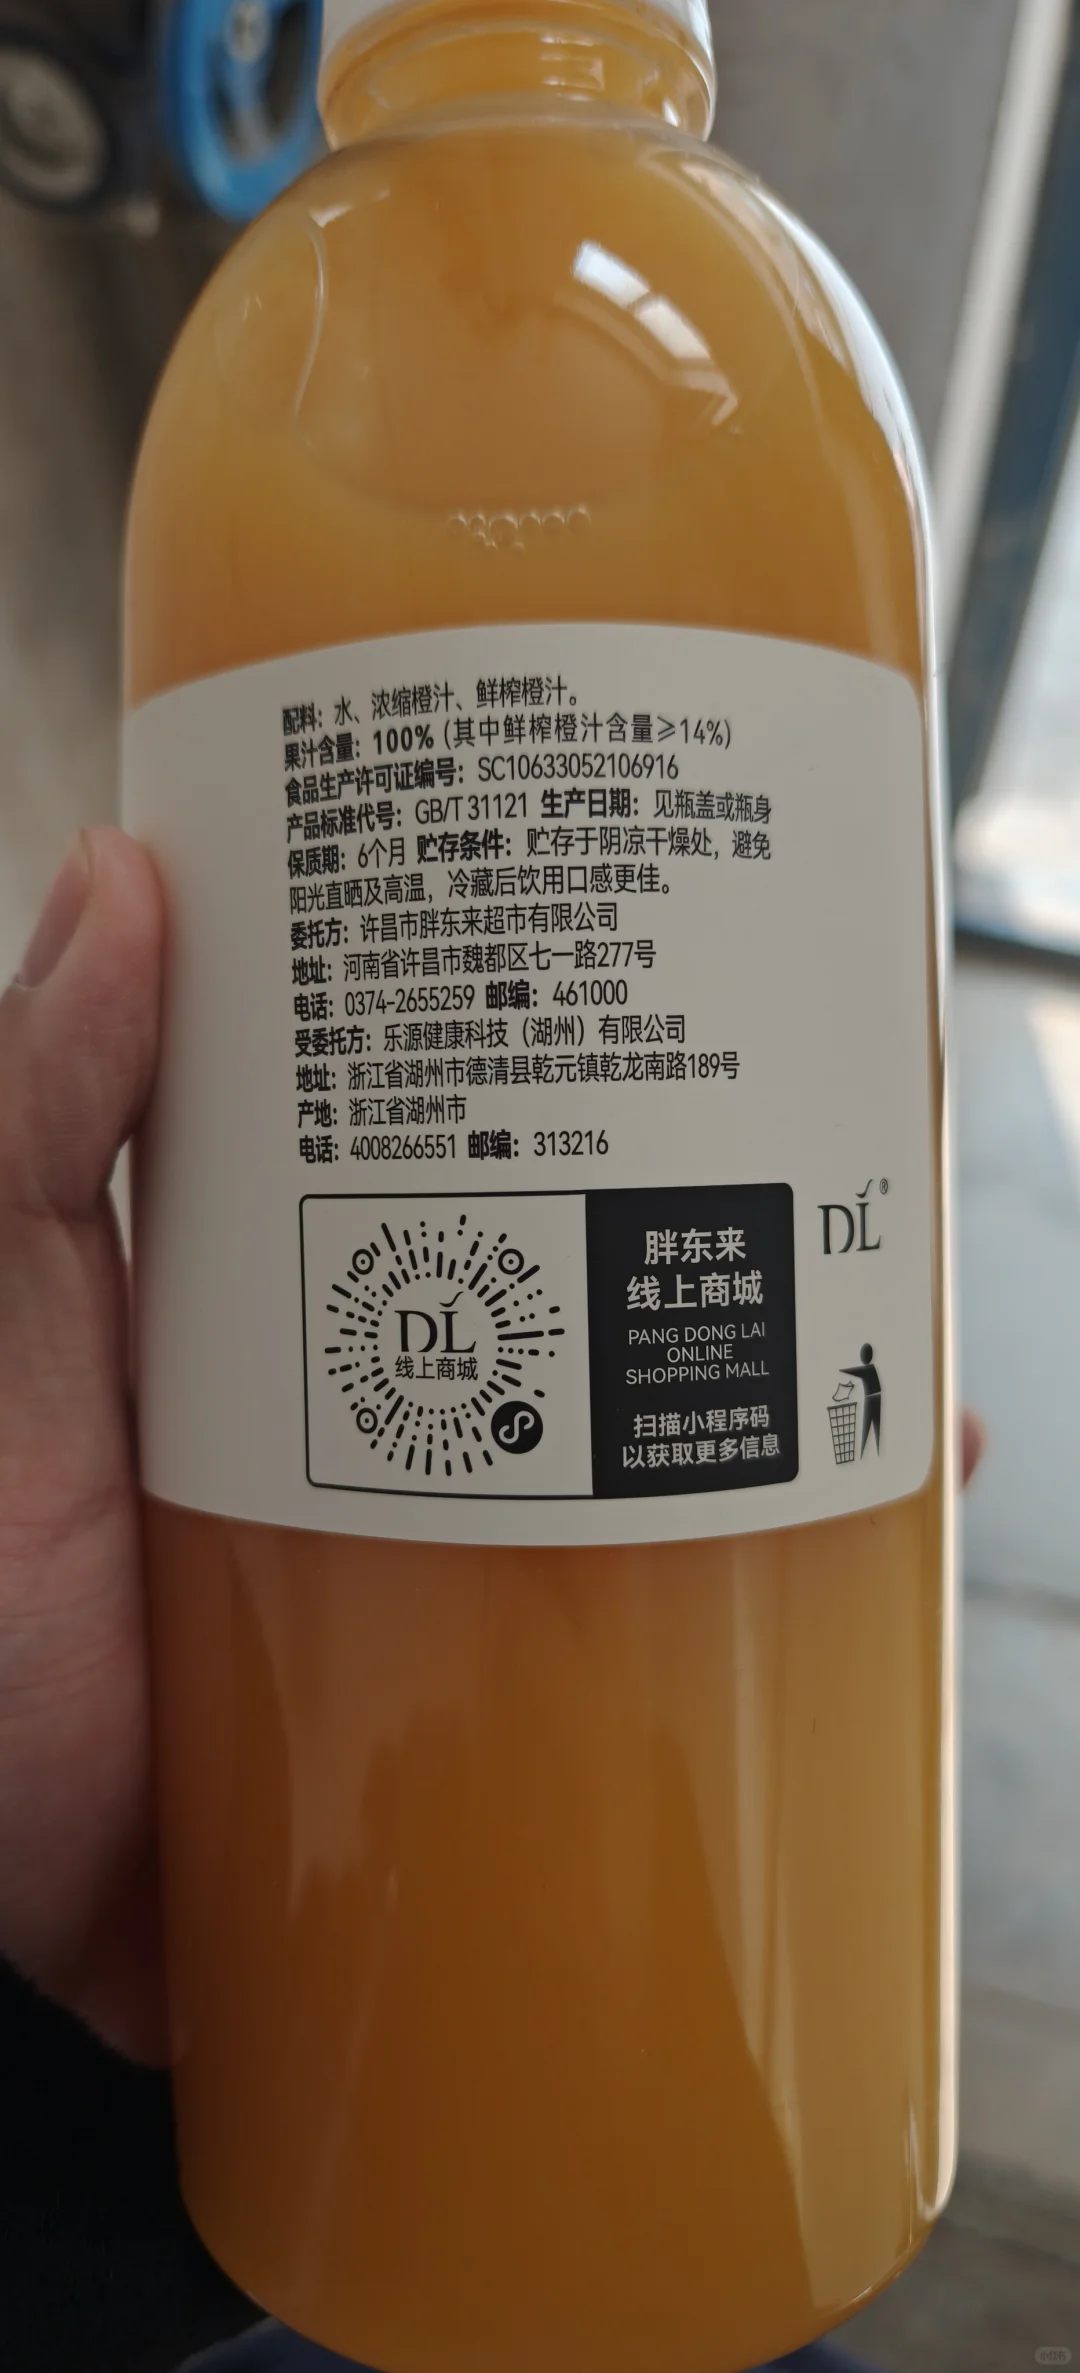 配料：水、浓缩橙汁、鲜榨橙汁。
果汁含量：100% (其中鲜榨橙汁含量≥14%)
食品生产许可证编号：SC10633052106916
产品标准代号：GB/T 31121 生产日期：见瓶盖或瓶身
保质期：6个月 贮存条件：贮存于阴凉干燥处，避免
阳光直晒及高温，冷藏后饮用口感更佳。
委托方：许昌市胖东来超市有限公司
地址：河南省许昌市魏都区七一路277号
电话：0374-2655259 邮编：461000
受委托方：乐源健康科技（湖州）有限公司
地址：浙江省湖州市德清县乾元镇乾龙南路189号
产地：浙江省湖州市
电话：4008266551 邮编：313216
DL
线上商城
胖东来
线上商城
PANG DONG LAI
ONLINE
SHOPPING MALL
扫描小程序码
以获取更多信息
DL®
小红书